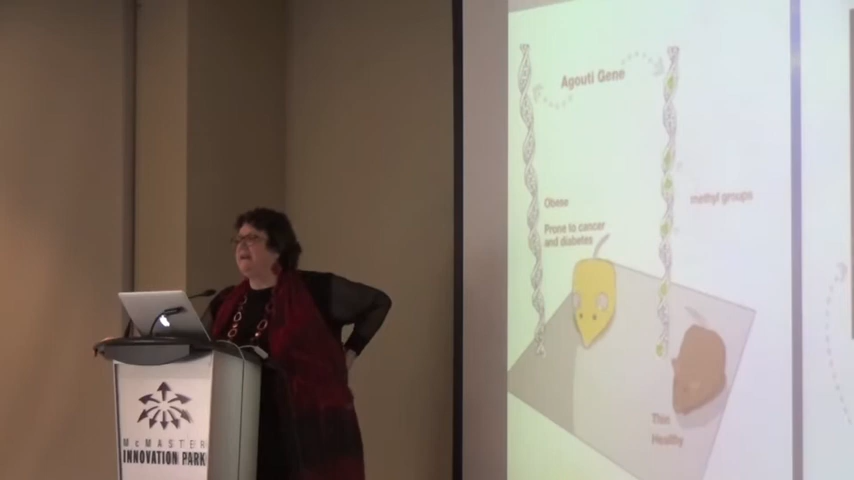 Agouti Gene
Obese
Prone to cancer
and diabetes
methyl groups
Thin
Healthy
McMASTER
INNOVATION PARK